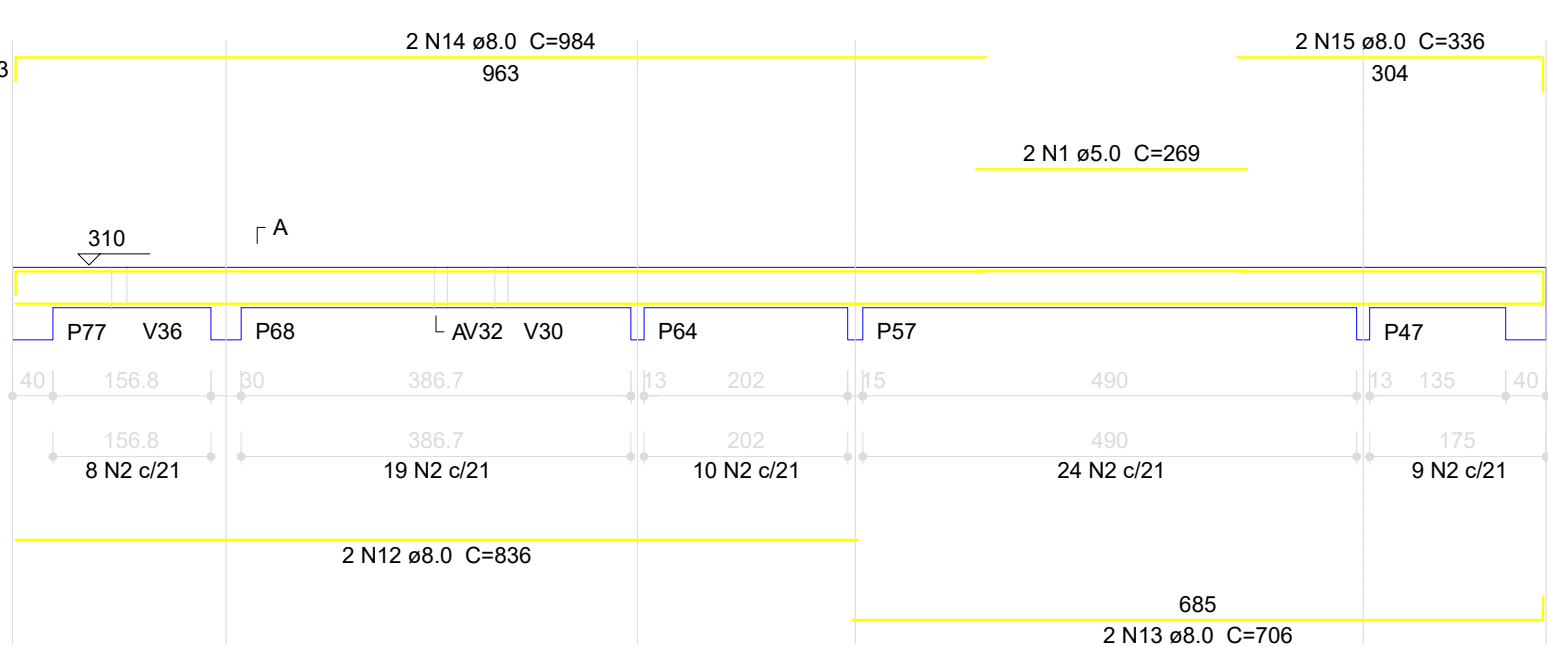 2 N14 ø8.0 C=984
2 N15 ø8.0 C=336
3
963
304
2 N1 ø5.0 C=269
A
310
P77 V36 P68 AV32 V30 P64 P57 P47
40 156.8 30 386.7 13 202 15 490 13 135 40
156.8 386.7 202 490 175
8 N2 c/21 19 N2 c/21 10 N2 c/21 24 N2 c/21 9 N2 c/21
2 N12 ø8.0 C=836
685
2 N13 ø8.0 C=706